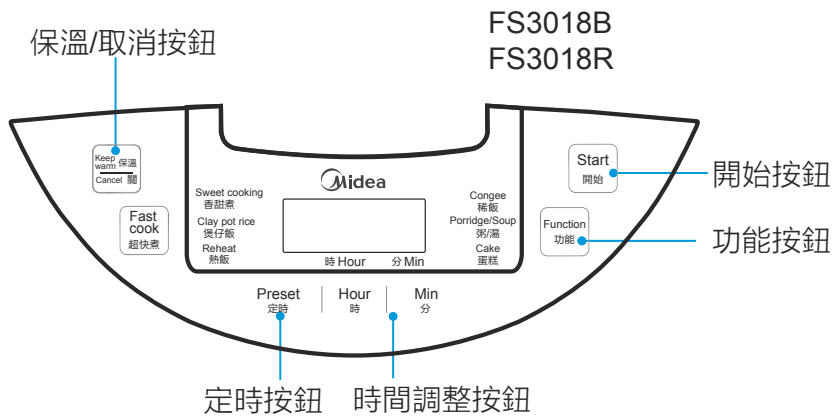 FS3018B
FS3018R
保溫/取消按鈕
Keep warm 保溫
Cancel 關
Fast
cook
超快煮
Sweet cooking
香甜煮
Clay pot rice
煲仔飯
Reheat
熱飯
Midea
時 Hour 分 Min
Congee
稀飯
Porridge/Soup
粥/湯
Cake
蛋糕
Start
開始
開始按鈕
Function
功能
功能按鈕
Preset Hour Min
定時 時 分
定時按鈕 時間調整按鈕